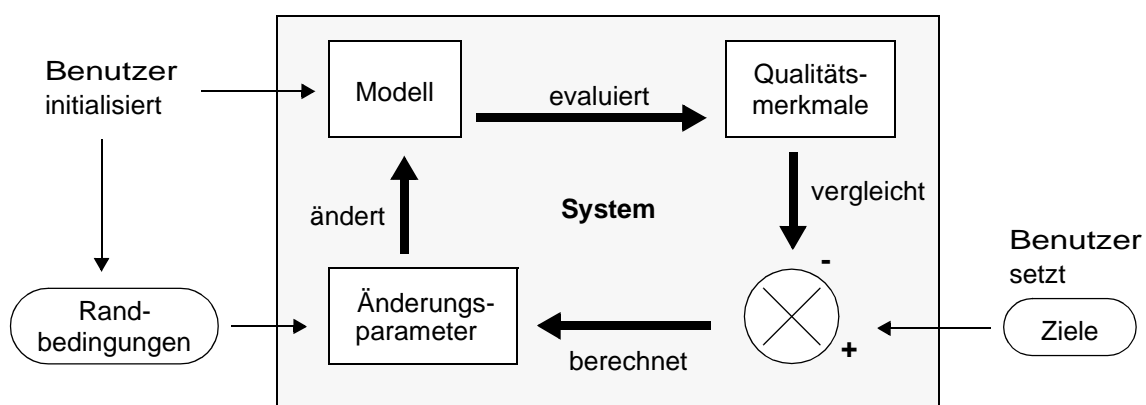 Benutzer
initialisiert
Modell
evaluiert
Qualitäts-
merkmale
ändert
System
vergleicht
Benutzer
setzt
-
Rand-
bedingungen
Änderungs-
parameter
berechnet
+
Ziele